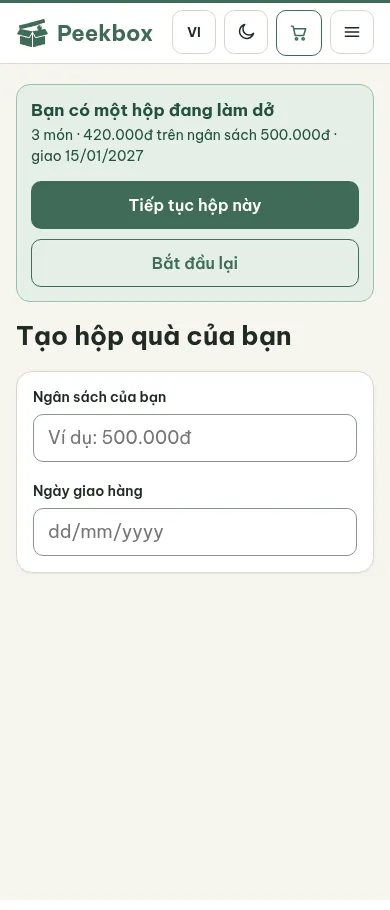 Peekbox
VI
Bạn có một hộp đang làm dở
3 món · 420.000đ trên ngân sách 500.000đ ·
giao 15/01/2027
Tiếp tục hộp này
Bắt đầu lại
Tạo hộp quà của bạn
Ngân sách của bạn
Ví dụ: 500.000đ
Ngày giao hàng
dd/mm/yyyy